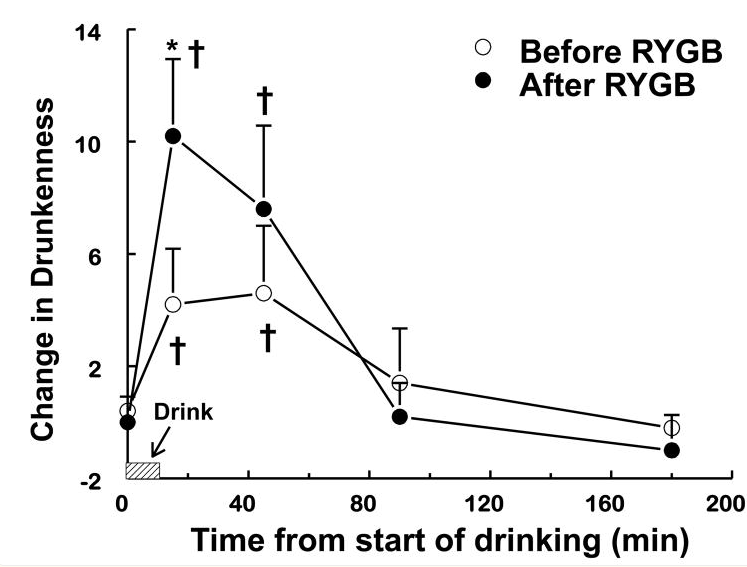 14
* †
Before RYGB
After RYGB
†
10
Change in Drunkenness
6
†
†
2
Drink
-2
0 40 80 120 160 200
Time from start of drinking (min)